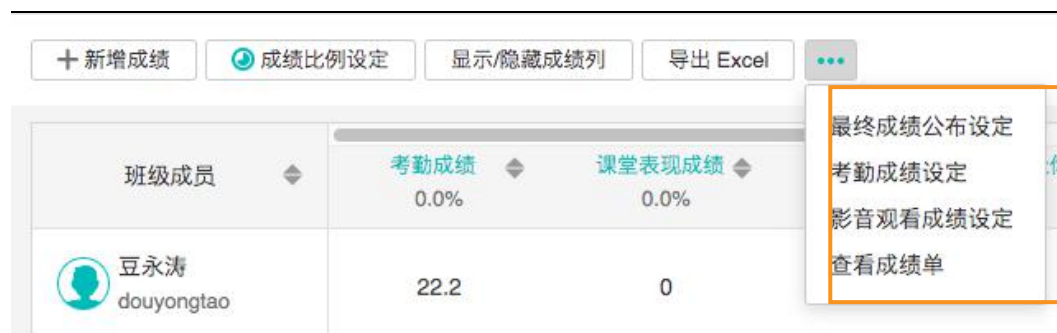 新增成绩
成绩比例设定
显示/隐藏成绩列
导出 Excel
最终成绩公布设定
考勤成绩设定
影音观看成绩设定
查看成绩单
班级成员
考勤成绩
0.0%
课堂表现成绩
0.0%
豆永涛
douyongtao
22.2
0